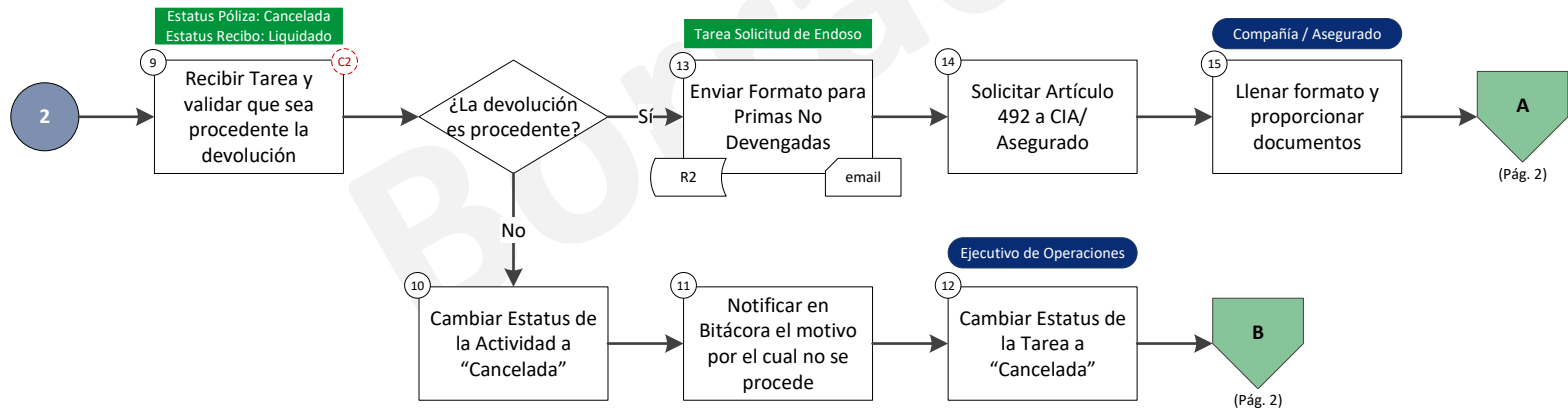 Estatus Póliza: Cancelada
Estatus Recibo: Liquidado
2
9
C2
Recibir Tarea y
validar que sea
procedente la
devolución
¿La devolución
es procedente?
Sí
Tarea Solicitud de Endoso
13
Enviar Formato para
Primas No
Devengadas
R2
email
14
Solicitar Artículo
492 a CIA/
Asegurado
Compañía / Asegurado
15
Llenar formato y
proporcionar
documentos
A
(Pág. 2)
No
10
Cambiar Estatus de
la Actividad a
“Cancelada”
11
Notificar en
Bitácora el motivo
por el cual no se
procede
Ejecutivo de Operaciones
12
Cambiar Estatus de
la Tarea a
“Cancelada”
B
(Pág. 2)